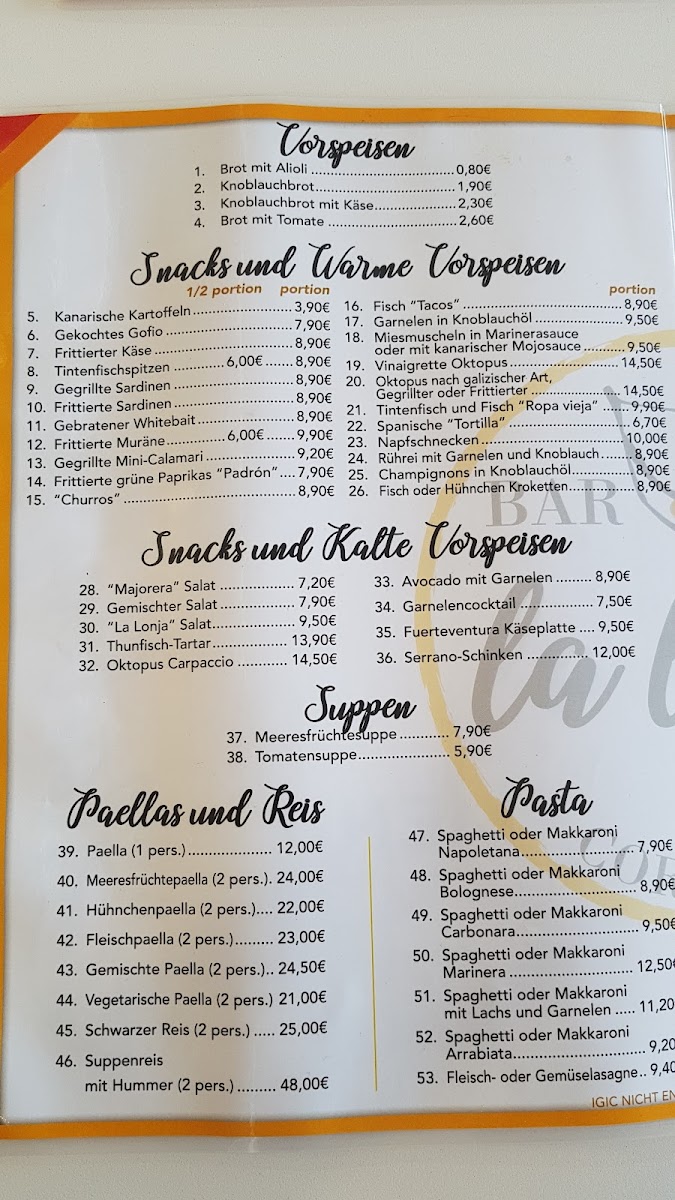 Vorspeisen
1. Brot mit Alioli ........ 0,80€
2. Knoblauchbrot ........ 1,90€
3. Knoblauchbrot mit Käse ........ 2,30€
4. Brot mit Tomate ........ 2,60€
Snacks und Warme Vorspeisen
1/2 portion portion
5. Kanarische Kartoffeln ........ 3,90€
6. Gekochtes Gofio ........ 7,90€
7. Frittierter Käse ........ 8,90€
8. Tintenfischspitzen ........ 6,00€ ........ 8,90€
9. Gegrillte Sardinen ........ 8,90€
10. Frittierte Sardinen ........ 8,90€
11. Gebratener Whitebait ........ 8,90€
12. Frittierte Muräne ........ 6,00€ ........ 9,90€
13. Gegrillte Mini-Calamari ........ 9,20€
14. Frittierte grüne Paprikas "Padrón" .... 7,90€
15. "Churros" ........ 8,90€
portion
16. Fisch "Tacos" ........ 8,90€
17. Garnelen in Knoblauchöl ........ 9,50€
18. Miesmuscheln in Marinerasauce
oder mit kanarischer Mojosauce ........ 9,50€
19. Vinaigrette Oktopus ........ 14,50€
20. Oktopus nach galizischer Art,
Gegrillter oder Frittierter ........ 14,50€
21. Tintenfisch und Fisch "Ropa vieja" ....... 9,90€
22. Spanische "Tortilla" ........ 6,70€
23. Napfschnecken ........ 10,00€
24. Rührei mit Garnelen und Knoblauch ...... 8,90€
25. Champignons in Knoblauchöl ........ 8,90€
26. Fisch oder Hühnchen Kroketten ........ 8,90€
BAR
Snacks und Kalte Vorspeisen
28. "Majorera" Salat ........ 7,20€
29. Gemischter Salat ........ 7,90€
30. "La Lonja" Salat ........ 9,50€
31. Thunfisch-Tartar ........ 13,90€
32. Oktopus Carpaccio ........ 14,50€
33. Avocado mit Garnelen ......... 8,90€
34. Garnelencocktail ........ 7,50€
35. Fuerteventura Käseplatte .... 9,50€
36. Serrano-Schinken ........ 12,00€
la
Suppen
37. Meeresfrüchtesuppe ........ 7,90€
38. Tomatensuppe ........ 5,90€
Paellas und Reis
39. Paella (1 pers.) ........ 12,00€
40. Meeresfrüchtepaella (2 pers.). 24,00€
41. Hühnchenpaella (2 pers.).... 22,00€
42. Fleischpaella (2 pers.)......... 23,00€
43. Gemischte Paella (2 pers.).. 24,50€
44. Vegetarische Paella (2 pers.) 21,00€
45. Schwarzer Reis (2 pers.) ..... 25,00€
46. Suppenreis
mit Hummer (2 pers.) ......... 48,00€
Pasta
47. Spaghetti oder Makkaroni
Napoletana ........ 7,90€
48. Spaghetti oder Makkaroni
Bolognese ........ 8,90€
49. Spaghetti oder Makkaroni
Carbonara ........ 9,50€
50. Spaghetti oder Makkaroni
Marinera ........ 12,50€
51. Spaghetti oder Makkaroni
mit Lachs und Garnelen ..... 11,20
52. Spaghetti oder Makkaroni
Arrabiata ........ 9,20
53. Fleisch- oder Gemüselasagne.. 9,40
COR
IGIC NICHT EN